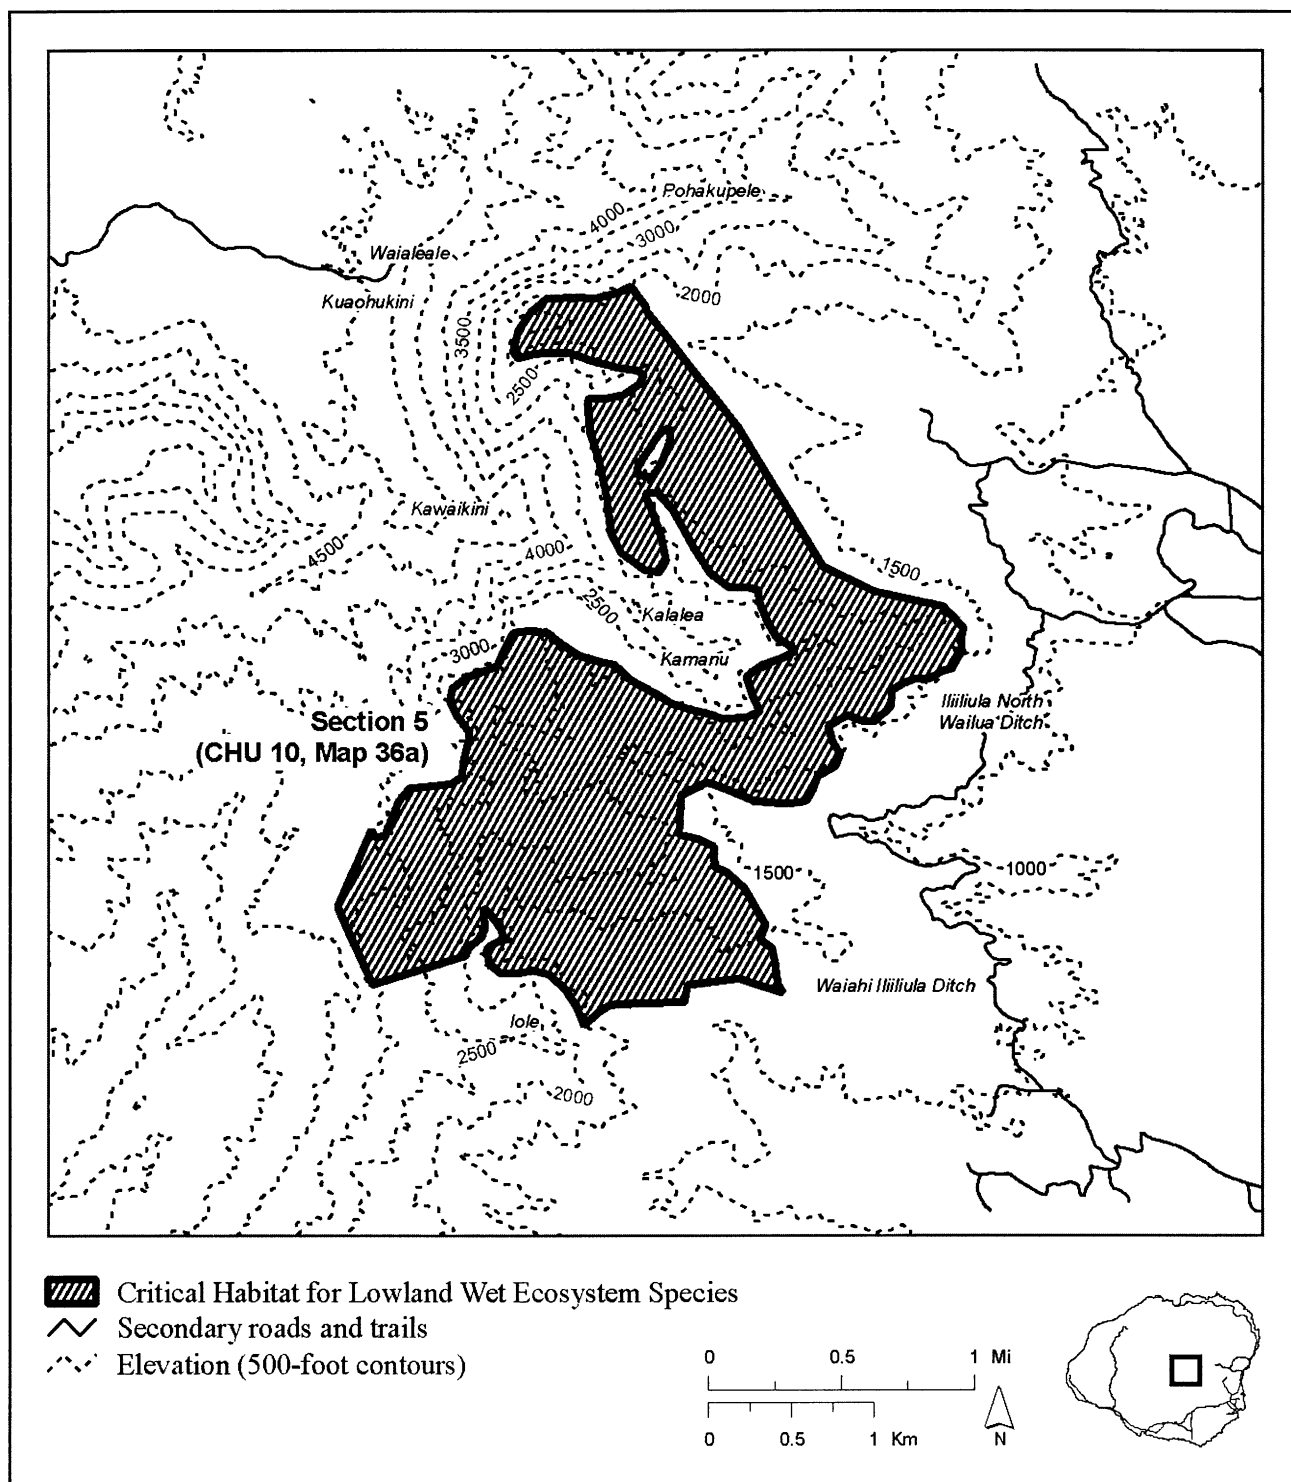 Pohakupele
4000
3000
Waialeale
2000
Kuaohukini
3500
2500
Kawaikini
4500
4000
1500
2500
Kalalea
3000
Kamanu
Iliiliula North
Wailua Ditch
Section 5
(CHU 10, Map 36a)
1500
1000
Waiahi Iliiliula Ditch
Iole
2500
2000
Critical Habitat for Lowland Wet Ecosystem Species
Secondary roads and trails
Elevation (500-foot contours)
0 0.5 1 Mi
0 0.5 1 Km
N